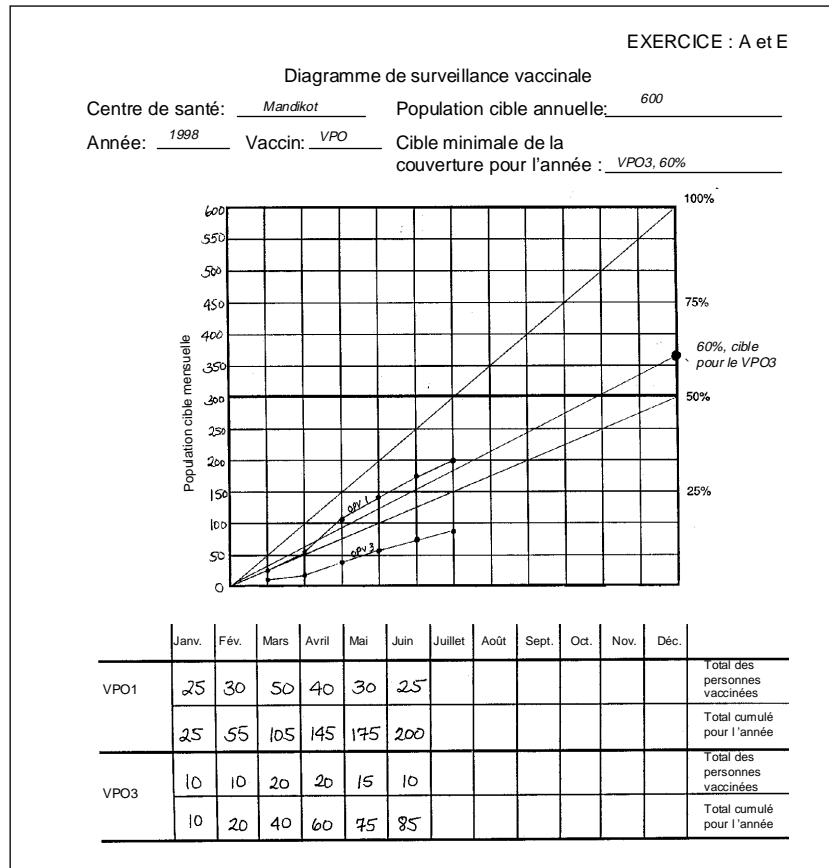 EXERCICE : A et E
Diagramme de surveillance vaccinale
Centre de santé: Mandikot Population cible annuelle: 600
Année: 1998 Vaccin: VPO Cible minimale de la
couverture pour l'année : VPO3, 60%
100%
600
550
500
450
75%
400
350
60%, cible
pour le VPO3
300
50%
250
200
150
25%
100
50
0
Population cible mensuelle
OPV 1
OPV 3
Janv. Fév. Mars Avril Mai Juin Juillet Août Sept. Oct. Nov. Déc.
VPO1 25 30 50 40 30 25 Total des
personnes
vaccinées
25 55 105 145 175 200 Total cumulé
pour l'année
VPO3 10 10 20 20 15 10 Total des
personnes
vaccinées
10 20 40 60 75 85 Total cumulé
pour l'année